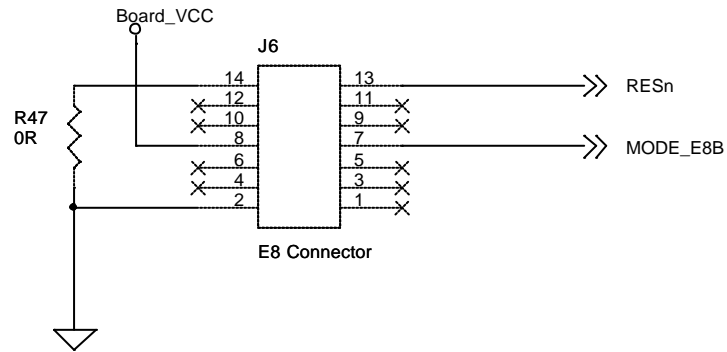 Board_VCC
J6
14 13 RESn
12 11
R47
0R
10 9
8 7 MODE_E8B
6 5
4 3
2 1
E8 Connector